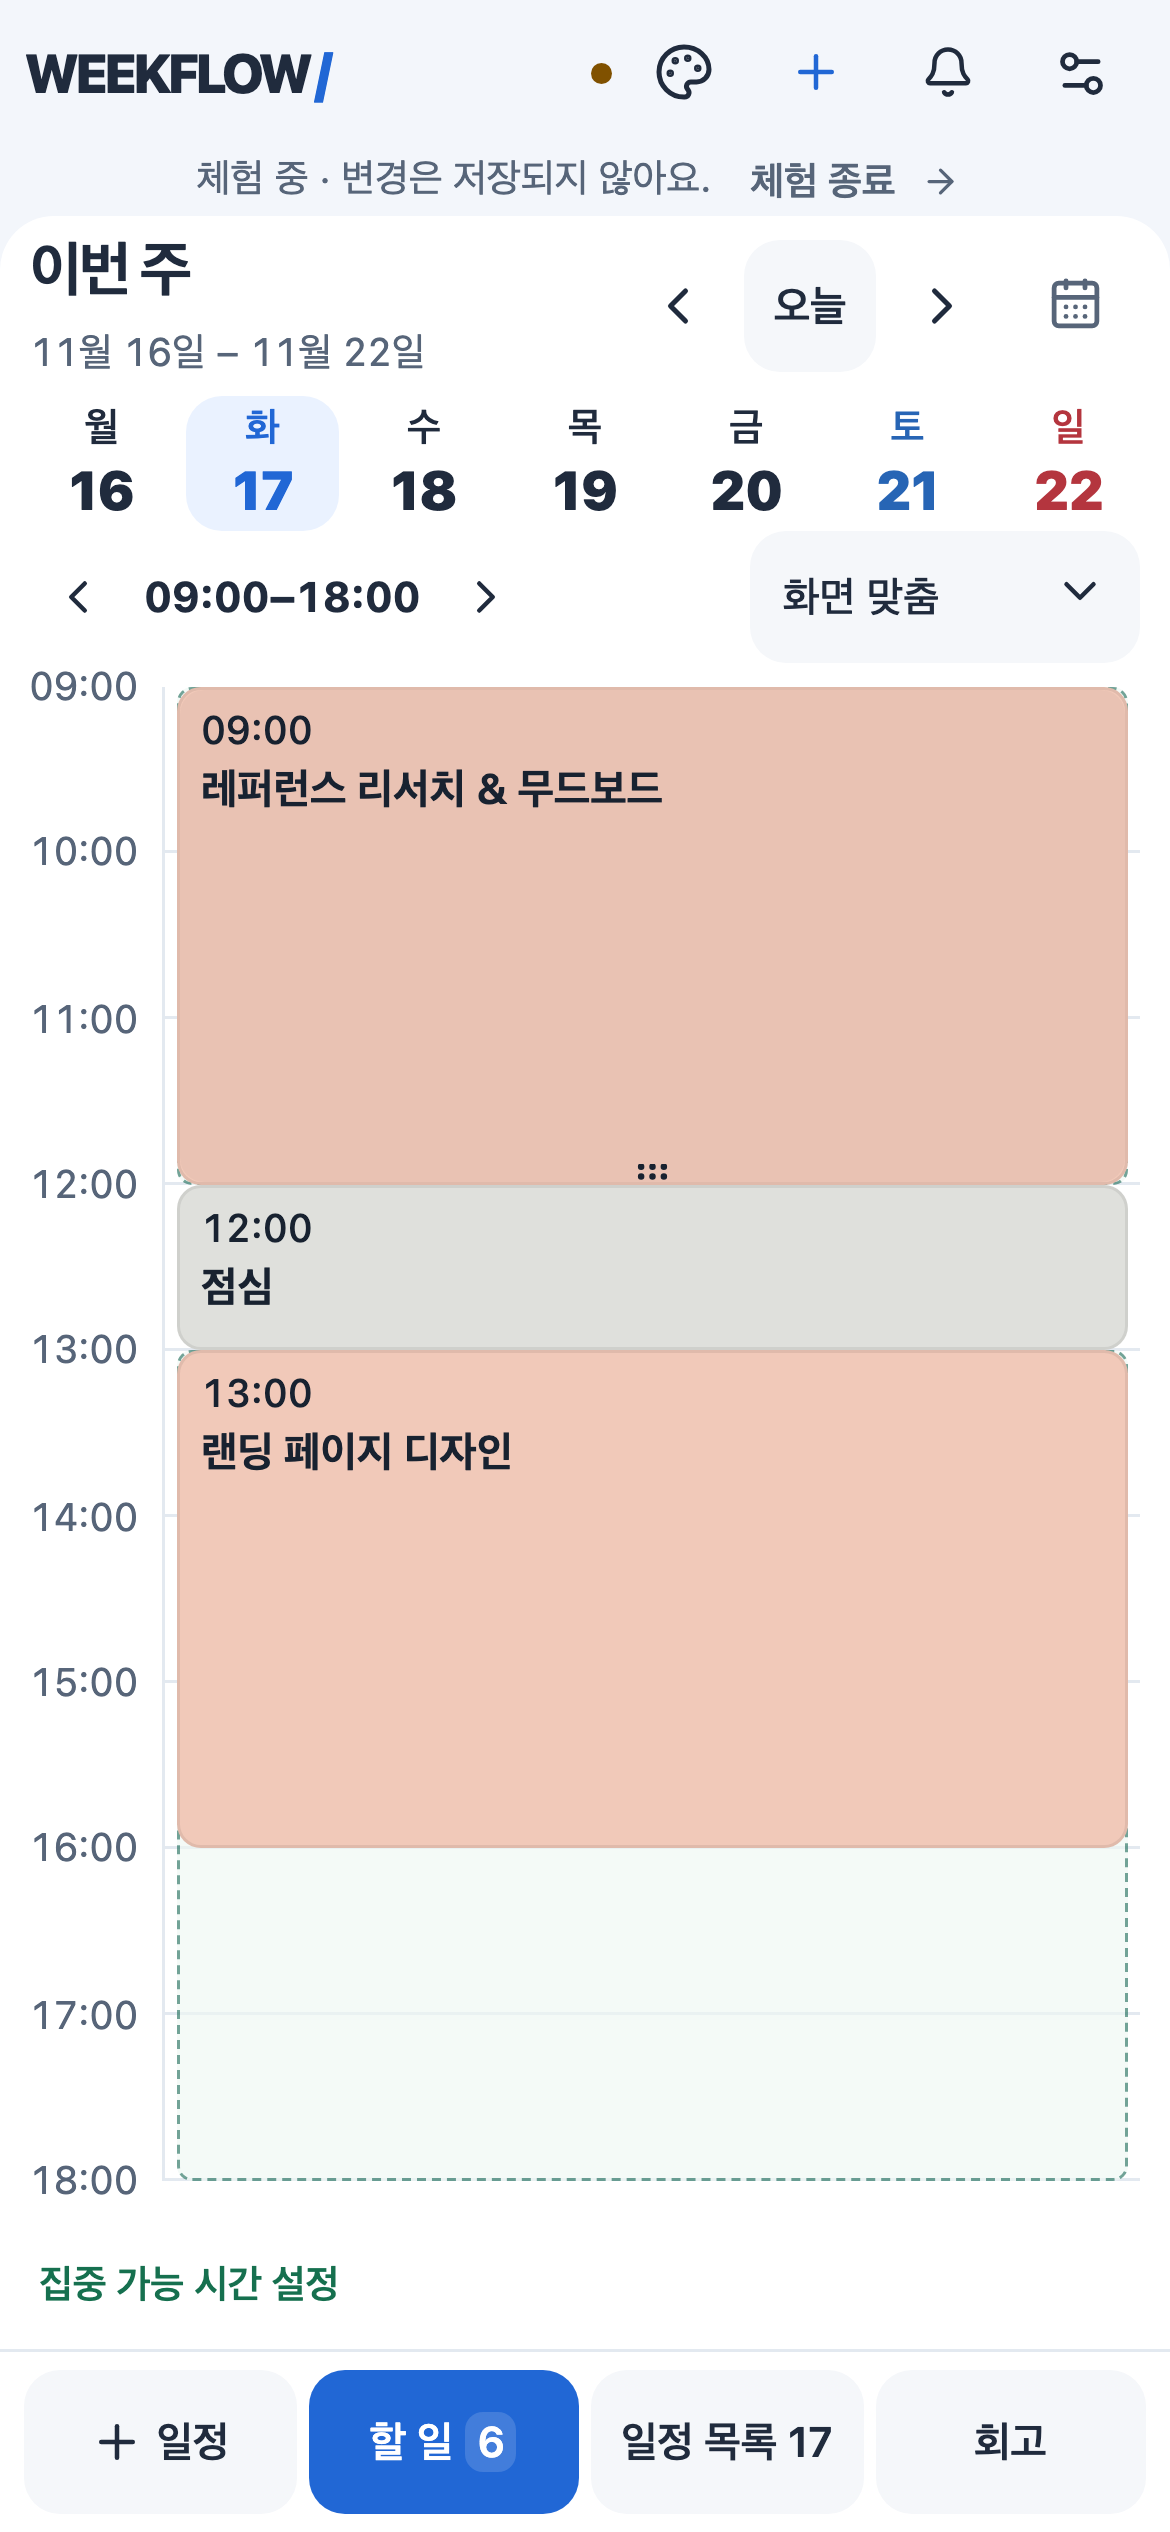 WEEKFLOW/
체험 중 · 변경은 저장되지 않아요. 체험 종료 →
이번 주
11월 16일 – 11월 22일
오늘
월 화 수 목 금 토 일
16 17 18 19 20 21 22
09:00–18:00
화면 맞춤
09:00
09:00
레퍼런스 리서치 & 무드보드
10:00
11:00
12:00
12:00
점심
13:00
13:00
랜딩 페이지 디자인
14:00
15:00
16:00
17:00
18:00
집중 가능 시간 설정
+ 일정
할 일 6
일정 목록 17
회고